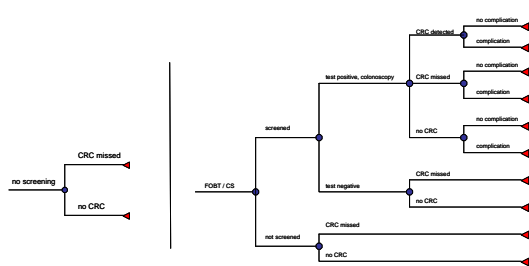 CRC missed
no screening
no CRC
no complication
CRC detected
complication
no complication
test positive, colonoscopy
CRC missed
complication
no complication
screened
no CRC
complication
CRC missed
FOBT / CS
test negative
no CRC
CRC missed
not screened
no CRC